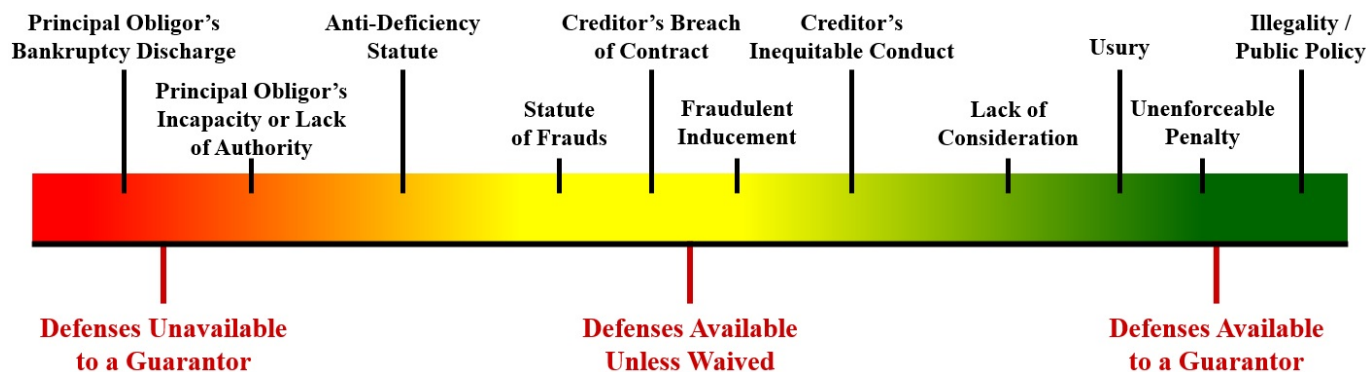 Principal Obligor's
Bankruptcy Discharge
Principal Obligor's
Incapacity or Lack
of Authority
Anti-Deficiency
Statute
Statute
of Frauds
Creditor's Breach
of Contract
Fraudulent
Inducement
Creditor's
Inequitable Conduct
Lack of
Consideration
Usury
Unenforceable
Penalty
Illegality /
Public Policy
Defenses Unavailable
to a Guarantor
Defenses Available
Unless Waived
Defenses Available
to a Guarantor